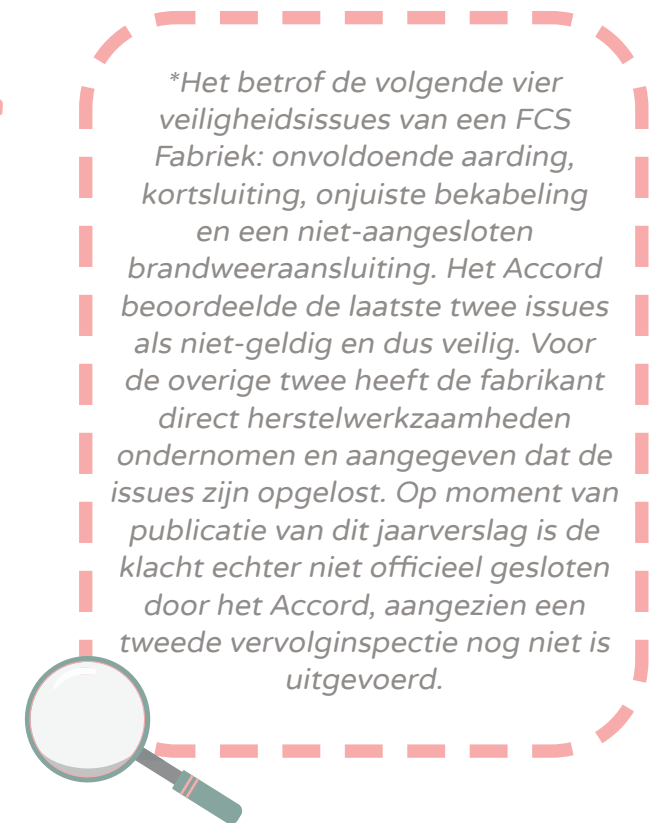 *Het betrof de volgende vier
veiligheidsissues van een FCS
Fabriek: onvoldoende aarding,
kortsluiting, onjuiste bekabeling
en een niet-aangesloten
brandweeraansluiting. Het Accord
beoordeelde de laatste twee issues
als niet-geldig en dus veilig. Voor
de overige twee heeft de fabrikant
direct herstelwerkzaamheden
ondernomen en aangegeven dat de
issues zijn opgelost. Op moment van
publicatie van dit jaarverslag is de
klacht echter niet officieel gesloten
door het Accord, aangezien een
tweede vervolginspectie nog niet is
uitgevoerd.